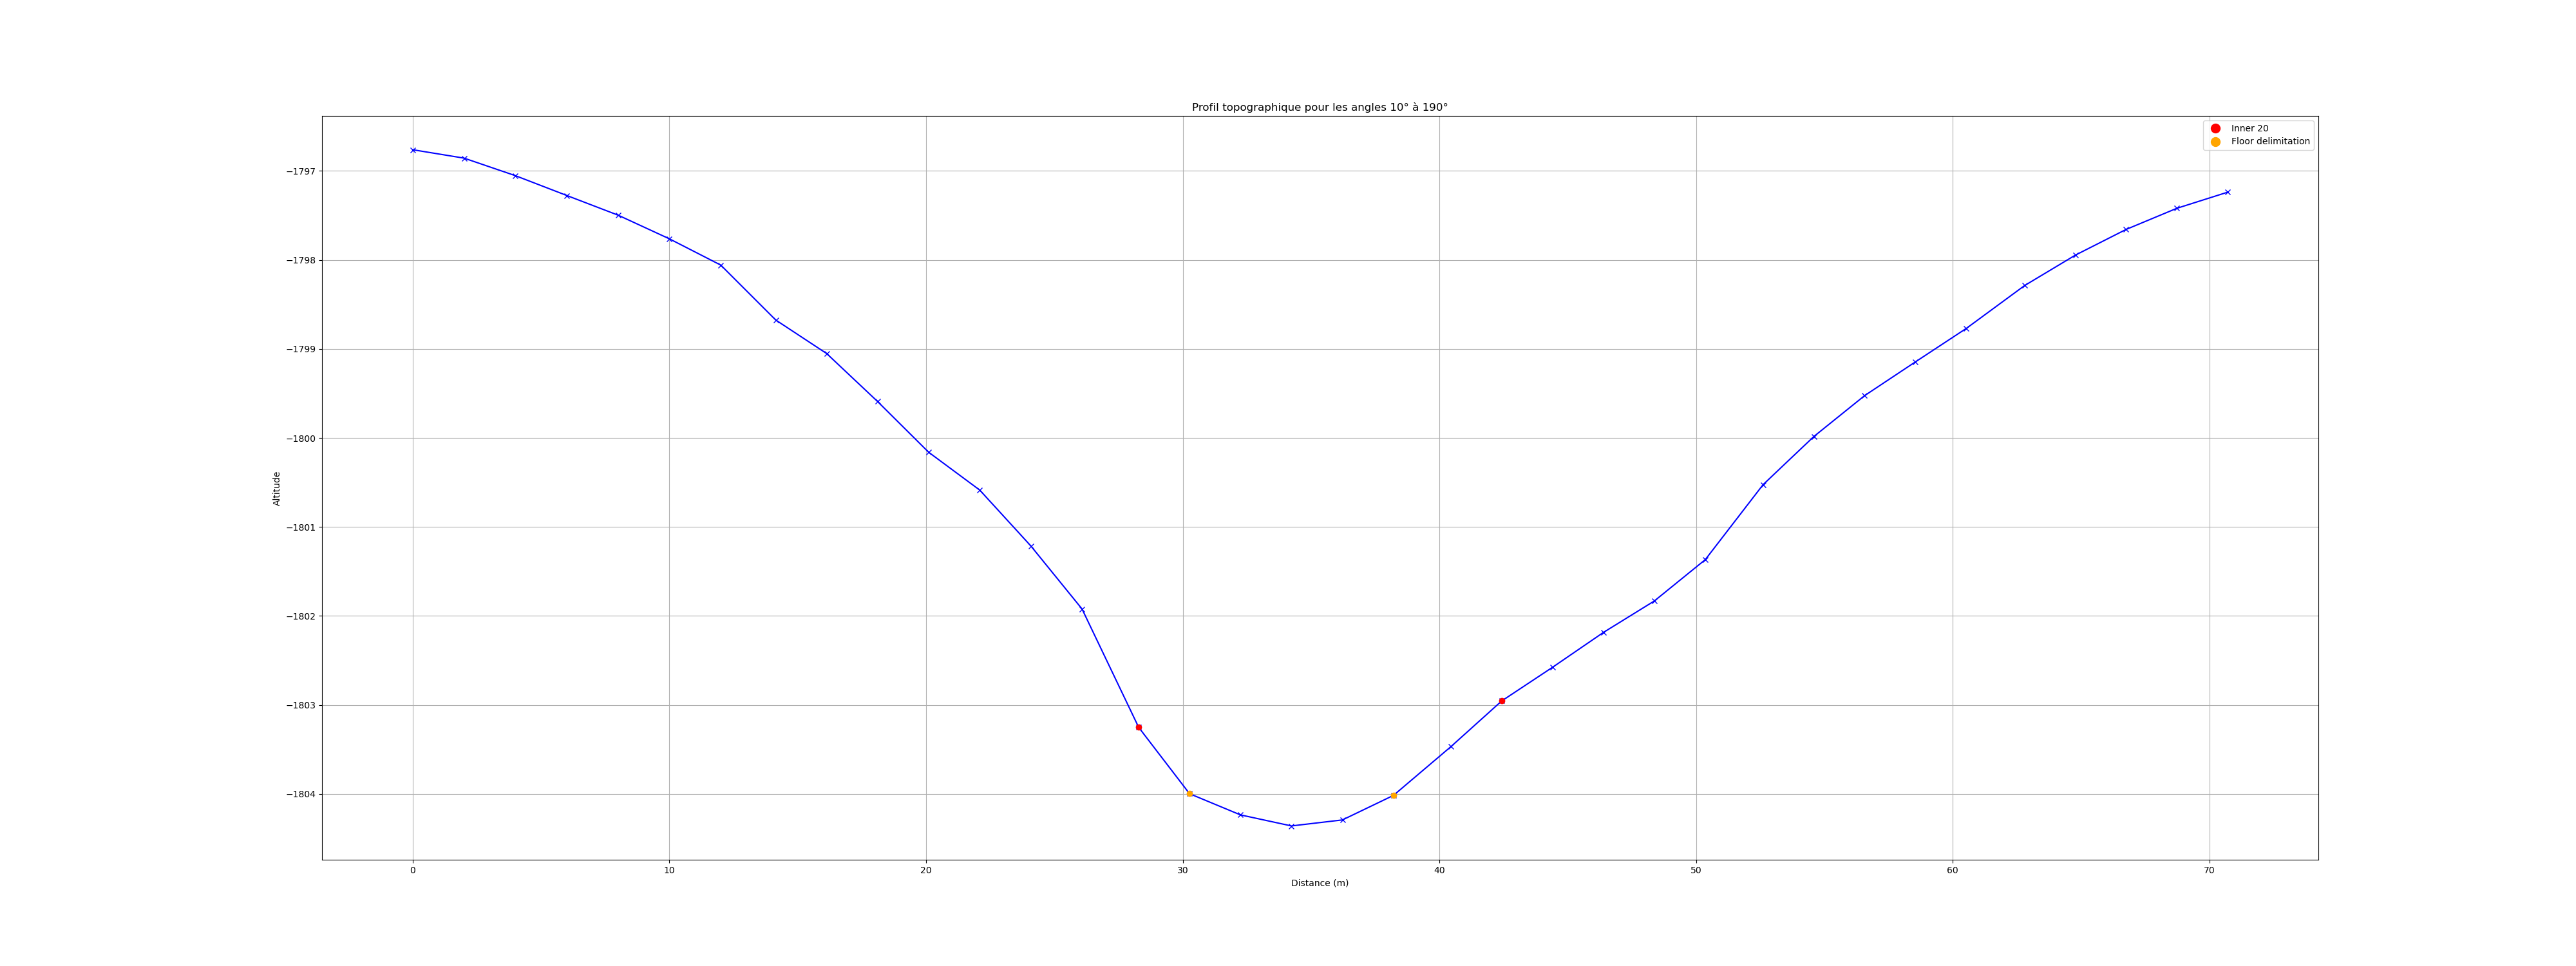 Profil topographique pour les angles 10° à 190°
Inner 20
Floor delimitation
−1797
−1798
−1799
−1800
−1801
−1802
−1803
−1804
Altitude
0 10 20 30 40 50 60 70
Distance (m)